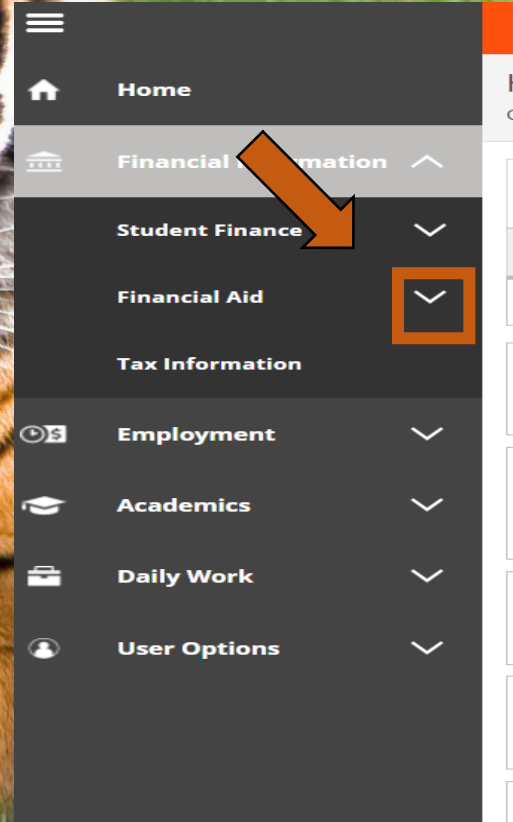 Home
Financial
Student Finance
Financial Aid
Tax Information
Employment
Academics
Daily Work
User Options